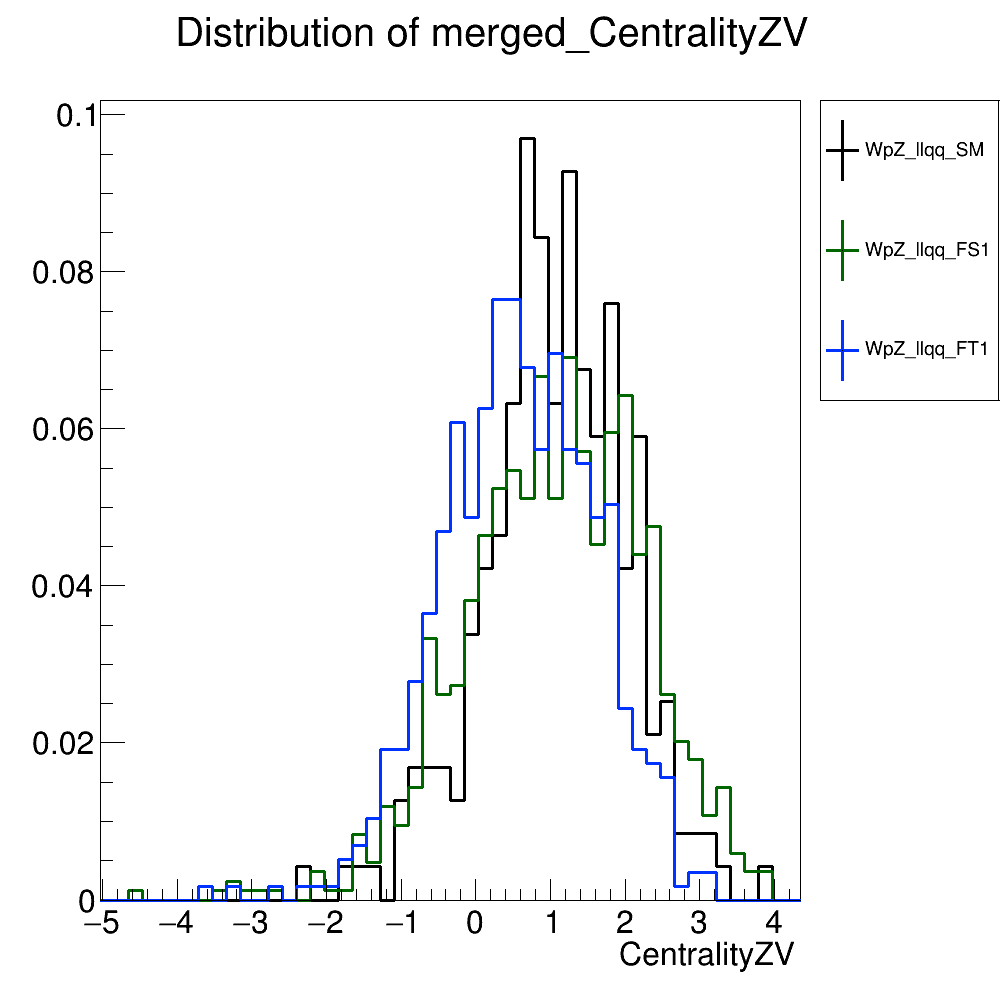 Distribution of merged_CentralityZV
0.1
0.08
0.06
0.04
0.02
0
−5 −4 −3 −2 −1 0 1 2 3 4
CentralityZV
WpZ_llqq_SM
WpZ_llqq_FS1
WpZ_llqq_FT1